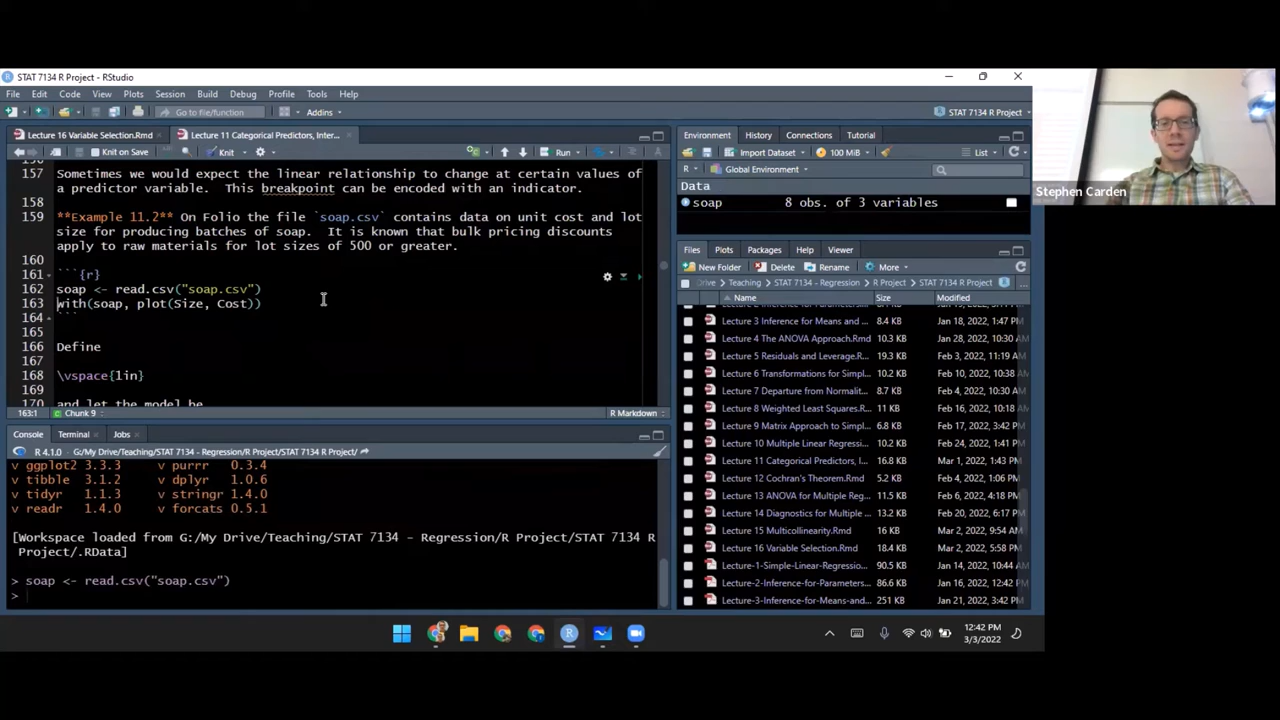 STAT 7134 R Project - RStudio
File Edit Code View Plots Session Build Debug Profile Tools Help
Go to file/function Addins STAT 7134 R Project
Lecture 16 Variable Selection.Rmd Lecture 11 Categorical Predictors, Inter...
Knit on Save Knit Run
157 Sometimes we would expect the linear relationship to change at certain values of
a predictor variable. This breakpoint can be encoded with an indicator.
158
159 **Example 11.2** On Folio the file `soap.csv` contains data on unit cost and lot
size for producing batches of soap. It is known that bulk pricing discounts
apply to raw materials for lot sizes of 500 or greater.
160
161 ```{r}
162 soap <- read.csv("soap.csv")
163 with(soap, plot(Size, Cost))
164 ```
165
166 Define
167
168 \vspace{1in}
169
170 and let the model be
163:1 Chunk 9 R Markdown
Console Terminal Jobs
R 4.1.0 · G:/My Drive/Teaching/STAT 7134 - Regression/R Project/STAT 7134 R Project/
v ggplot2 3.3.3 v purrr 0.3.4
v tibble 3.1.2 v dplyr 1.0.6
v tidyr 1.1.3 v stringr 1.4.0
v readr 1.4.0 v forcats 0.5.1
[Workspace loaded from G:/My Drive/Teaching/STAT 7134 - Regression/R Project/STAT 7134 R
Project/.RData]
> soap <- read.csv("soap.csv")
>
Environment History Connections Tutorial
Import Dataset 100 MiB List
R Global Environment
Data
soap 8 obs. of 3 variables
Files Plots Packages Help Viewer
New Folder Delete Rename More
Drive Teaching STAT 7134 - Regression R Project STAT 7134 R Project
Name Size Modified
Lecture 3 Inference for Means and ... 8.4 KB Jan 18, 2022, 1:47 PM
Lecture 4 The ANOVA Approach.Rmd 10.3 KB Jan 28, 2022, 10:30 AM
Lecture 5 Residuals and Leverage.R... 8.9 KB Feb 3, 2022, 11:19 AM
Lecture 6 Transformations for Simpl... 7.8 KB Feb 10, 2022, 10:38 AM
Lecture 7 Departure from Normalit... 8.7 KB Feb 4, 2022, 10:30 AM
Lecture 8 Weighted Least Squares.R... 11 KB Feb 16, 2022, 10:18 AM
Lecture 9 Matrix Approach to Simpl... 6.8 KB Feb 17, 2022, 3:42 PM
Lecture 10 Multiple Linear Regressi... 10.2 KB Feb 24, 2022, 1:41 PM
Lecture 11 Categorical Predictors, I... 16.8 KB Mar 1, 2022, 1:43 PM
Lecture 12 Cochran's Theorem.Rmd 5.2 KB Feb 4, 2022, 1:06 PM
Lecture 13 ANOVA for Multiple Reg... 11.5 KB Feb 6, 2022, 4:18 PM
Lecture 14 Diagnostics for Multiple ... 13.2 KB Feb 20, 2022, 6:17 PM
Lecture 15 Multicollinearity.Rmd 16 KB Mar 2, 2022, 9:54 AM
Lecture 16 Variable Selection.Rmd 18.4 KB Mar 2, 2022, 5:58 PM
Lecture-1-Simple-Linear-Regressio... 90.5 KB Jan 14, 2022, 10:44 AM
Lecture-2-Inference-for-Parameters... 86.6 KB Jan 16, 2022, 12:42 PM
Lecture-3-Inference-for-Means-and... 251 KB Jan 21, 2022, 3:42 PM
Stephen Carden
12:42 PM
3/3/2022